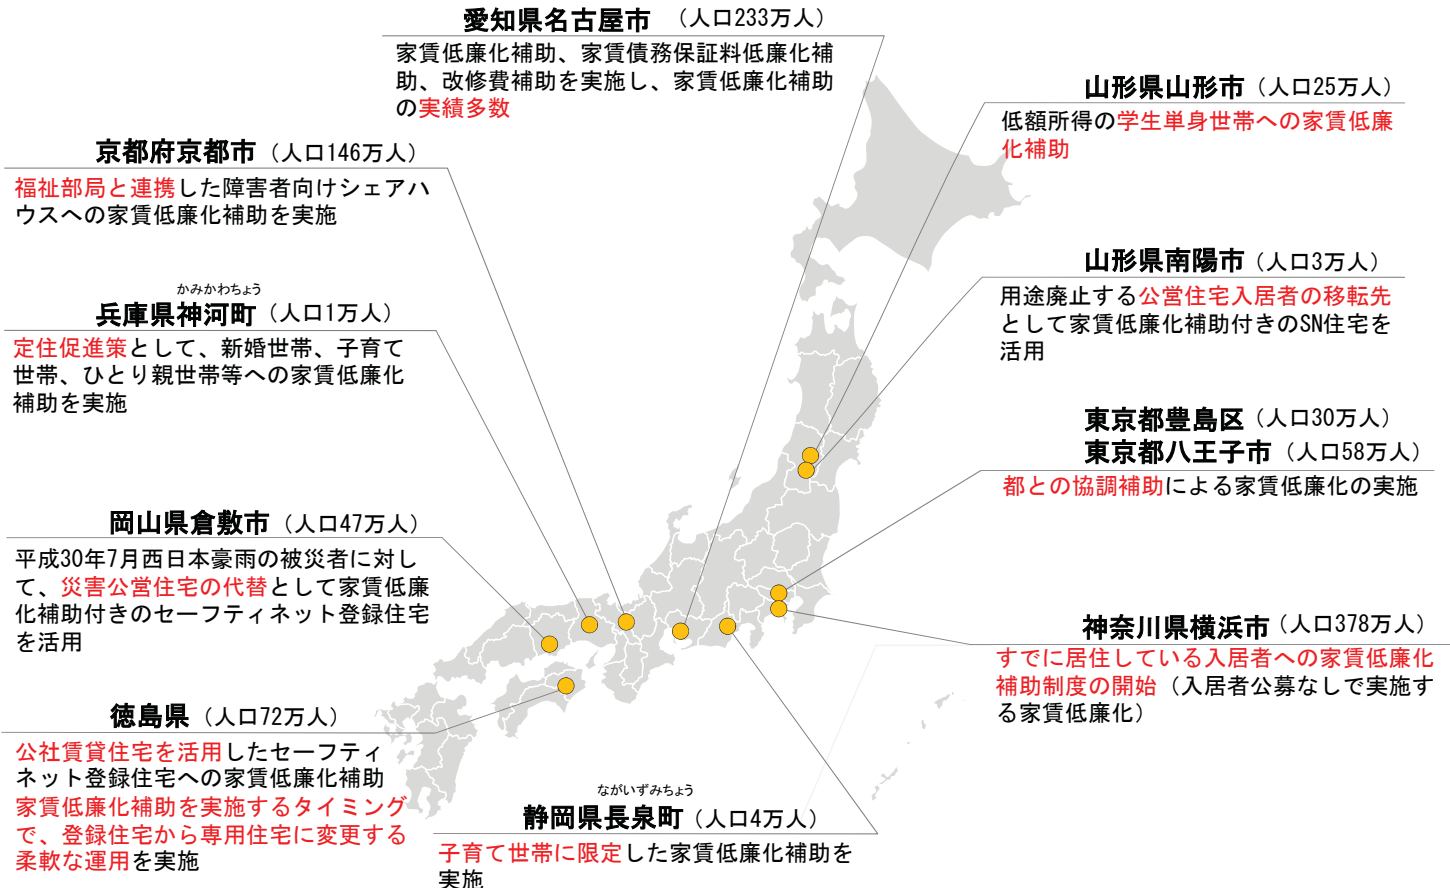 愛知県名古屋市 （人口233万人）
家賃低廉化補助、家賃債務保証料低廉化補
助、改修費補助を実施し、家賃低廉化補助
の実績多数
京都府京都市（人口146万人）
福祉部局と連携した障害者向けシェアハ
ウスへの家賃低廉化補助を実施
かみかわちょう
兵庫県神河町（人口1万人）
定住促進策として、新婚世帯、子育て
世帯、ひとり親世帯等への家賃低廉化
補助を実施
岡山県倉敷市（人口47万人）
平成30年7月西日本豪雨の被災者に対し
て、災害公営住宅の代替として家賃低廉
化補助付きのセーフティネット登録住宅
を活用
徳島県（人口72万人）
公社賃貸住宅を活用したセーフティ
ネット登録住宅への家賃低廉化補助
家賃低廉化補助を実施するタイミング
で、登録住宅から専用住宅に変更する
柔軟な運用を実施
ながいずみちょう
静岡県長泉町（人口4万人）
子育て世帯に限定した家賃低廉化補助を
実施
山形県山形市（人口25万人）
低額所得の学生単身世帯への家賃低廉
化補助
山形県南陽市（人口3万人）
用途廃止する公営住宅入居者の移転先
として家賃低廉化補助付きのSN住宅を
活用
東京都豊島区（人口30万人）
東京都八王子市（人口58万人）
都との協調補助による家賃低廉化の実施
神奈川県横浜市（人口378万人）
すでに居住している入居者への家賃低廉化
補助制度の開始（入居者公募なしで実施す
る家賃低廉化）